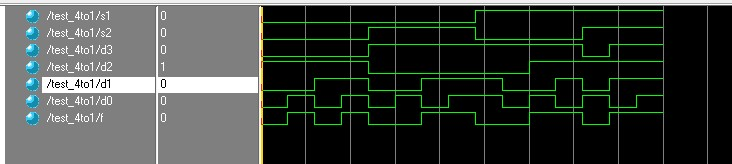 /test_4to1/s1 0
/test_4to1/s2 0
/test_4to1/d3 0
/test_4to1/d2 1
/test_4to1/d1 0
/test_4to1/d0 0
/test_4to1/f 0